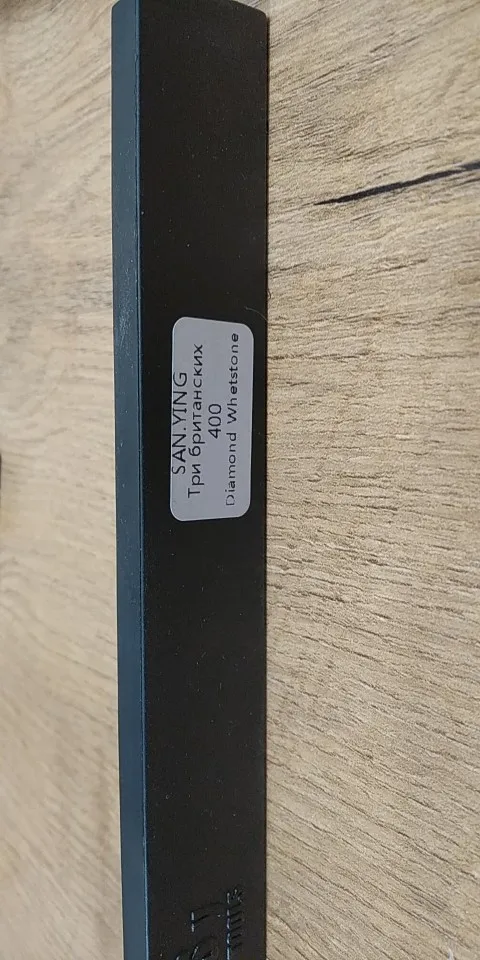 SAN.YING
Три британских
400
Diamond Whetstone